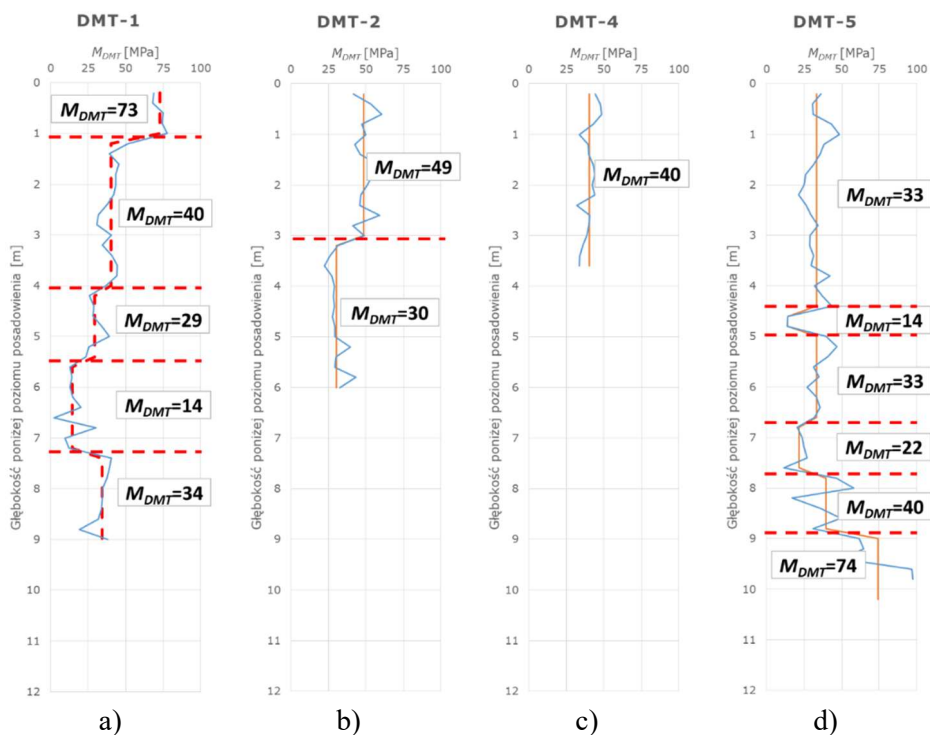 DMT-1
M_DMT [MPa]
0 25 50 75 100
Głębokość poniżej poziomu posadowienia [m]
0
1
2
3
4
5
6
7
8
9
10
11
12
M_DMT=73
M_DMT=40
M_DMT=29
M_DMT=14
M_DMT=34
a)
DMT-2
M_DMT [MPa]
0 25 50 75 100
Głębokość poniżej poziomu posadowienia [m]
0
1
2
3
4
5
6
7
8
9
10
11
12
M_DMT=49
M_DMT=30
b)
DMT-4
M_DMT [MPa]
0 25 50 75 100
Głębokość poniżej poziomu posadowienia [m]
0
1
2
3
4
5
6
7
8
9
10
11
12
M_DMT=40
c)
DMT-5
M_DMT [MPa]
0 25 50 75 100
Głębokość poniżej poziomu posadowienia [m]
0
1
2
3
4
5
6
7
8
9
10
11
12
M_DMT=33
M_DMT=14
M_DMT=33
M_DMT=22
M_DMT=40
M_DMT=74
d)